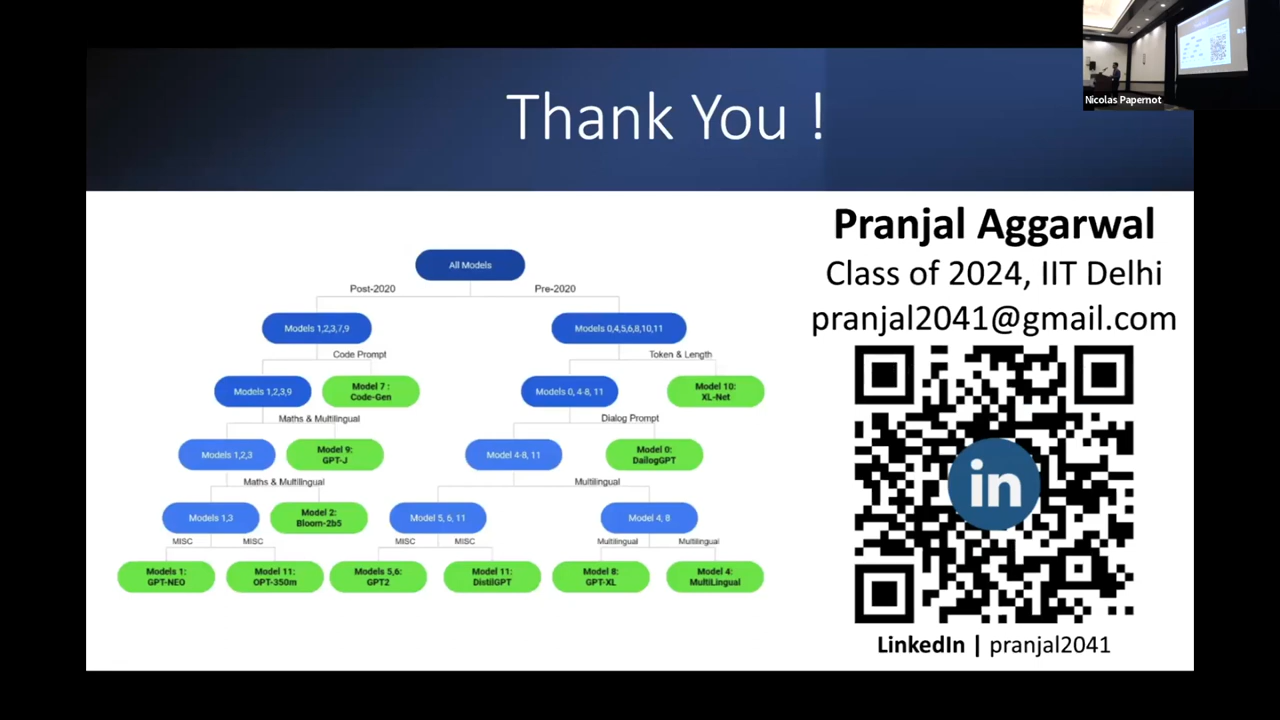 Nicolas Papernot
Thank You !
All Models
Post-2020
Pre-2020
Models 1,2,3,7,9
Models 0,4,5,6,8,10,11
Code Prompt
Token & Length
Models 1,2,3,9
Model 7 :
Code-Gen
Models 0, 4-8, 11
Model 10:
XL-Net
Maths & Multilingual
Dialog Prompt
Models 1,2,3
Model 9:
GPT-J
Model 4-8, 11
Model 0:
DailogGPT
Maths & Multilingual
Multilingual
Models 1,3
Model 2:
Bloom-2b5
Model 5, 6, 11
Model 4, 8
MISC
MISC
MISC
MISC
Multilingual
Multilingual
Models 1:
GPT-NEO
Model 11:
OPT-350m
Models 5,6:
GPT2
Model 11:
DistilGPT
Model 8:
GPT-XL
Model 4:
MultiLingual
Pranjal Aggarwal
Class of 2024, IIT Delhi
pranjal2041@gmail.com
in
LinkedIn | pranjal2041